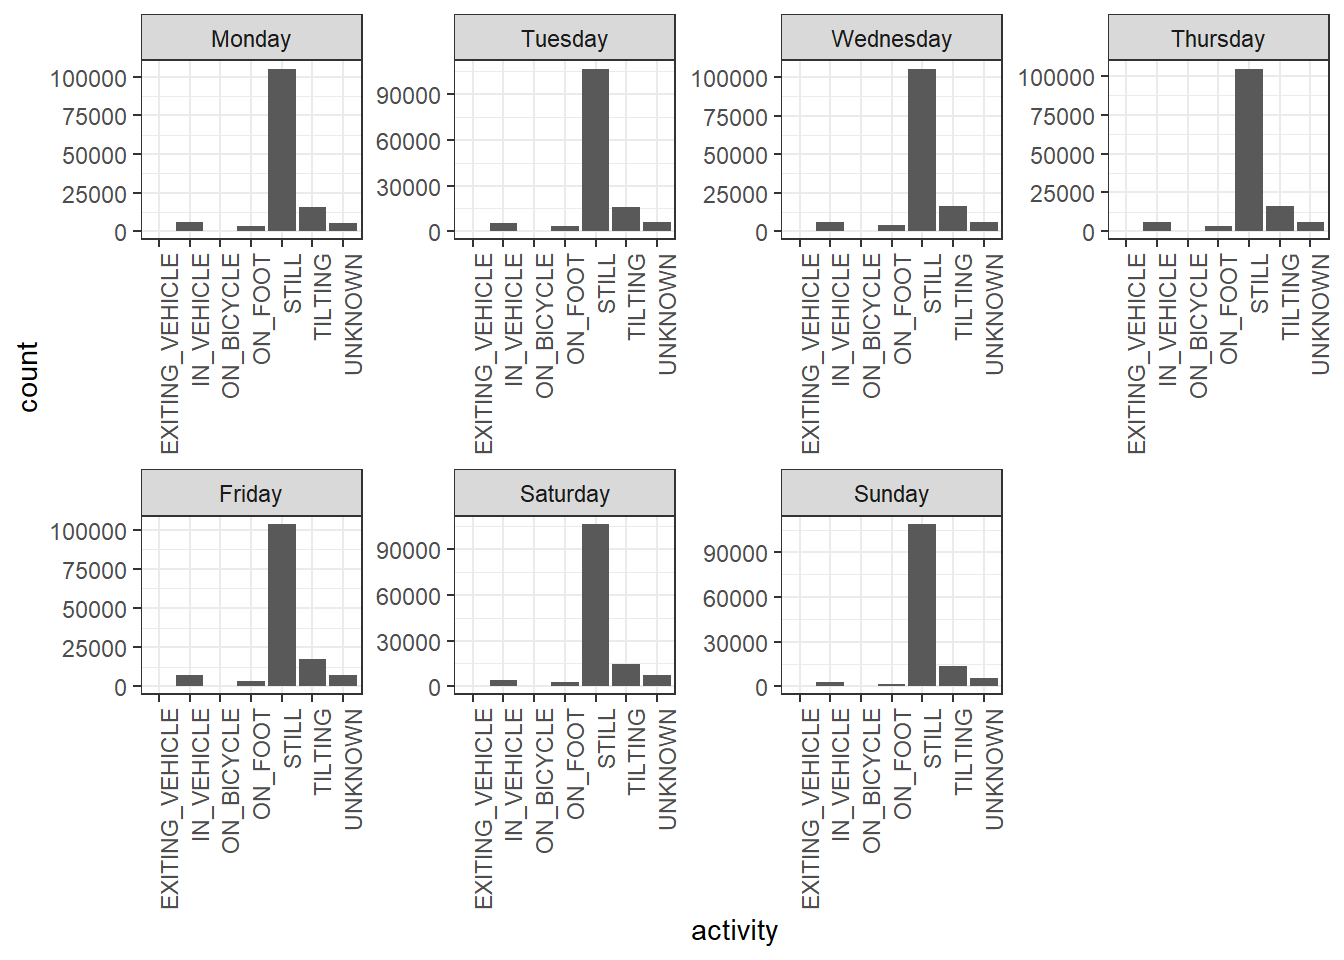 Monday
Tuesday
Wednesday
Thursday
100000
75000
50000
25000
0
90000
60000
30000
0
100000
75000
50000
25000
0
100000
75000
50000
25000
0
EXITING_VEHICLE
IN_VEHICLE
ON_BICYCLE
ON_FOOT
STILL
TILTING
UNKNOWN
EXITING_VEHICLE
IN_VEHICLE
ON_BICYCLE
ON_FOOT
STILL
TILTING
UNKNOWN
EXITING_VEHICLE
IN_VEHICLE
ON_BICYCLE
ON_FOOT
STILL
TILTING
UNKNOWN
EXITING_VEHICLE
IN_VEHICLE
ON_BICYCLE
ON_FOOT
STILL
TILTING
UNKNOWN
count
Friday
Saturday
Sunday
100000
75000
50000
25000
0
90000
60000
30000
0
90000
60000
30000
0
EXITING_VEHICLE
IN_VEHICLE
ON_BICYCLE
ON_FOOT
STILL
TILTING
UNKNOWN
EXITING_VEHICLE
IN_VEHICLE
ON_BICYCLE
ON_FOOT
STILL
TILTING
UNKNOWN
EXITING_VEHICLE
IN_VEHICLE
ON_BICYCLE
ON_FOOT
STILL
TILTING
UNKNOWN
activity